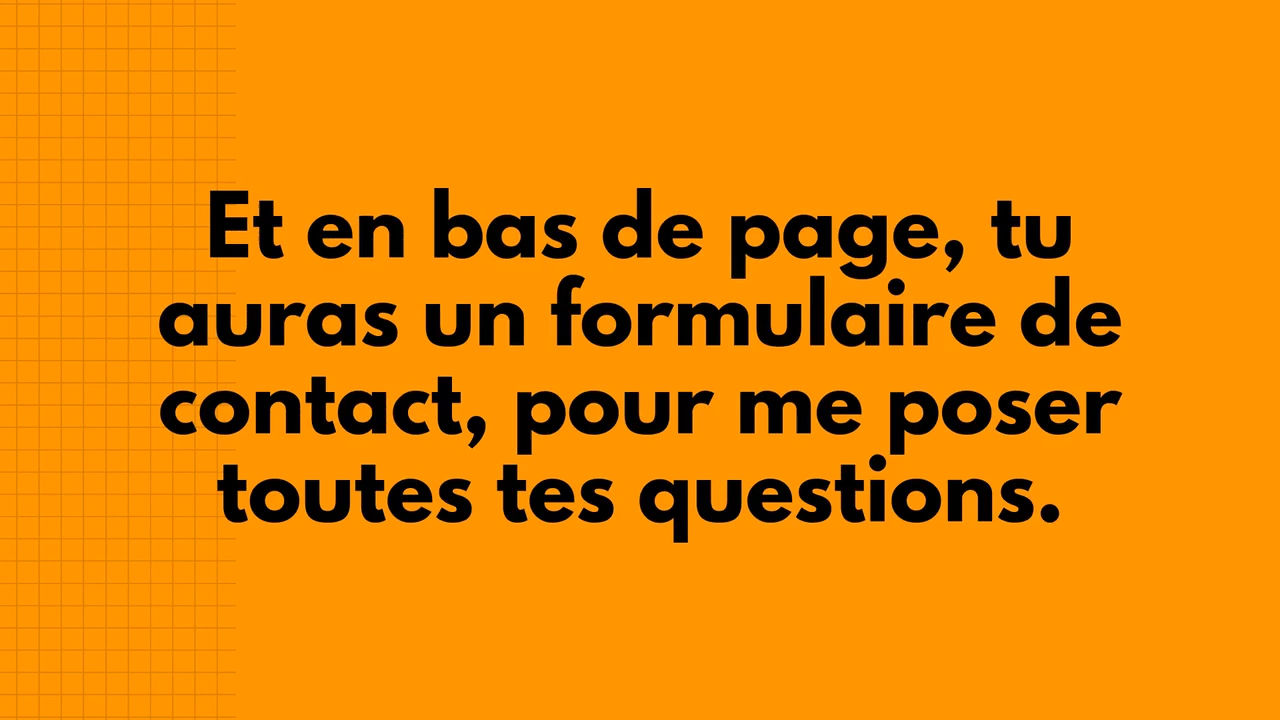 Et en bas de page, tu
auras un formulaire de
contact, pour me poser
toutes tes questions.